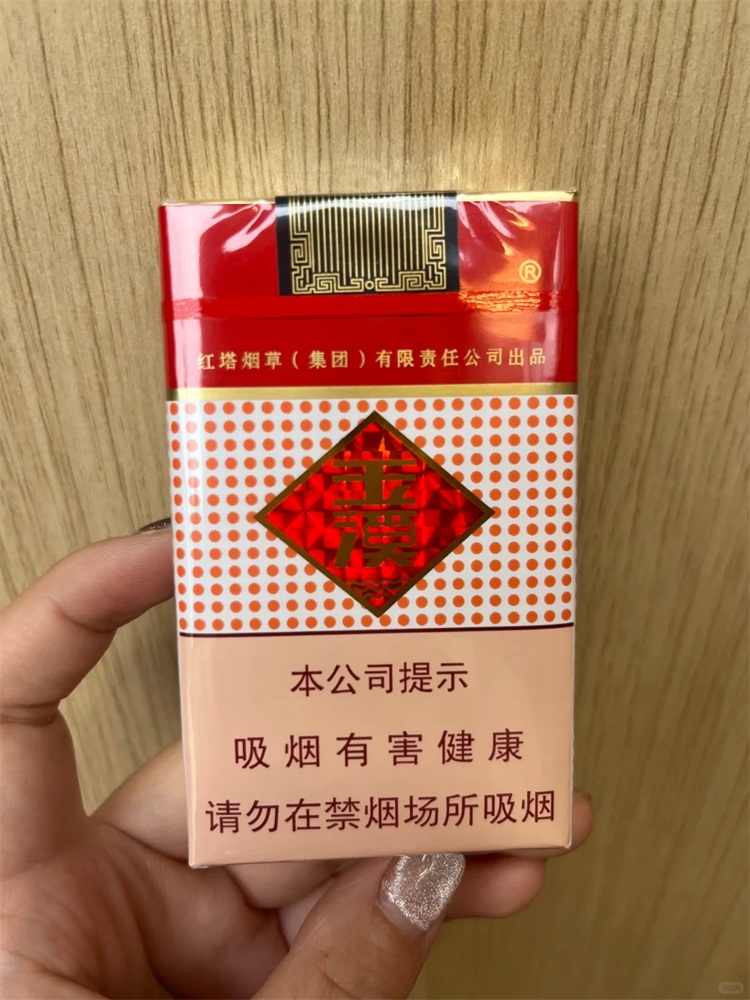 ®
红塔烟草（集团）有限责任公司出品
玉溪
本公司提示
吸烟有害健康
请勿在禁烟场所吸烟